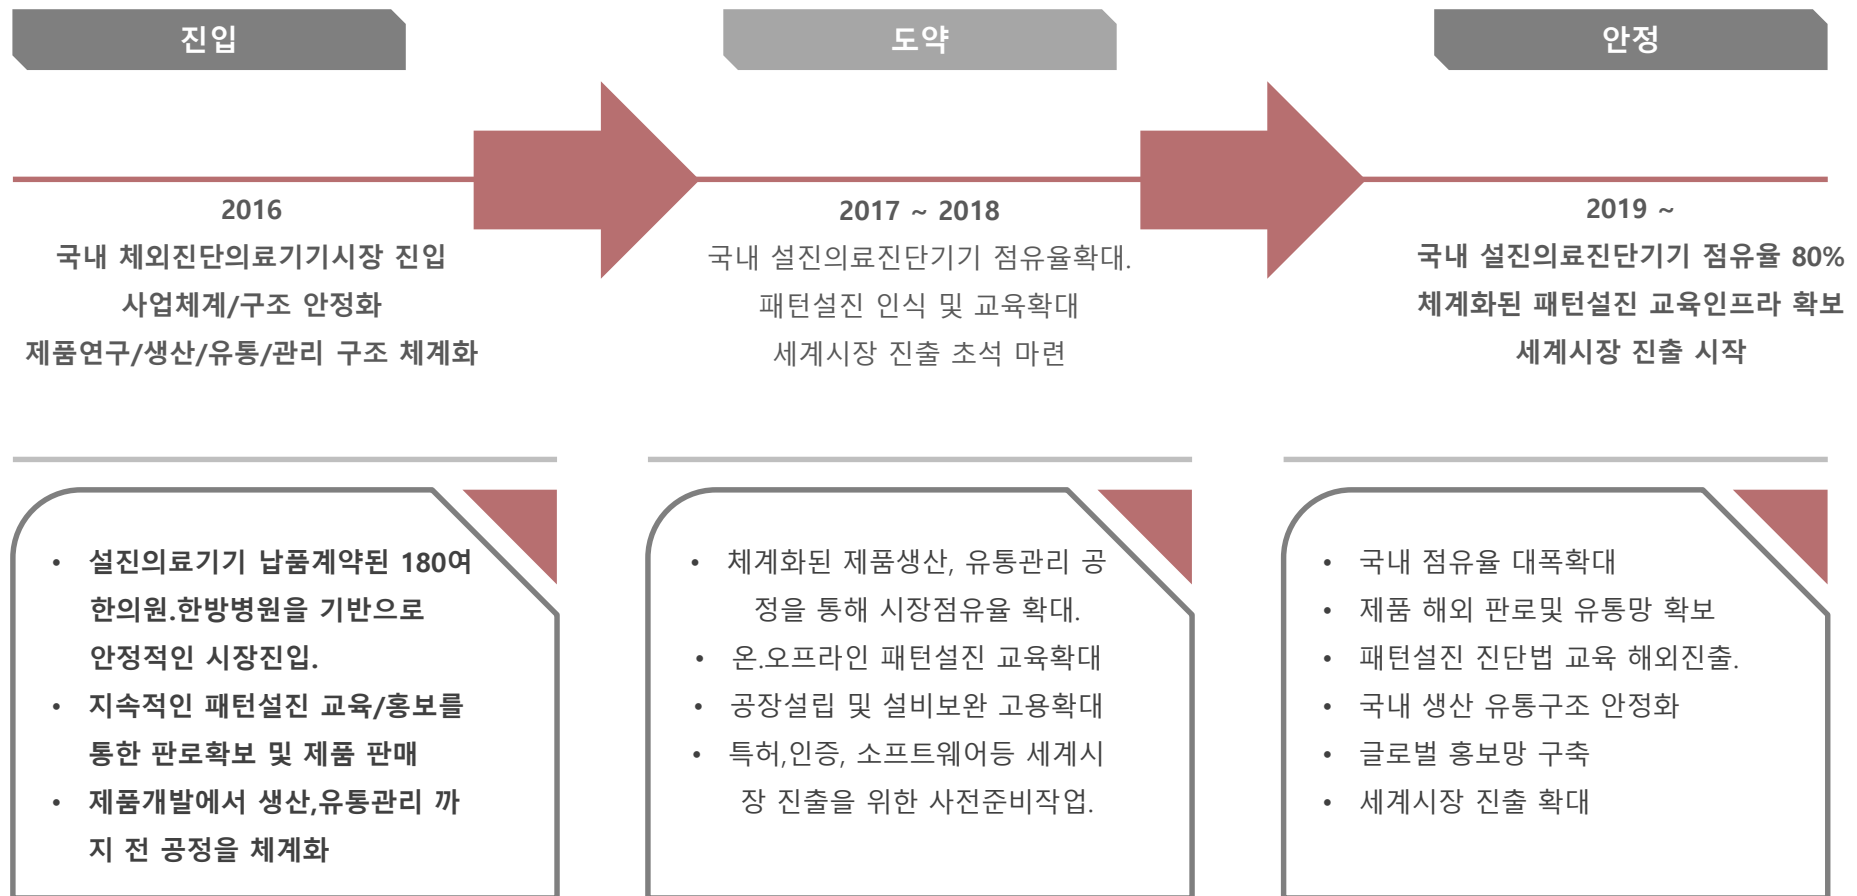 진입
도약
안정
2016
국내 체외진단의료기기시장 진입
사업체계/구조 안정화
제품연구/생산/유통/관리 구조 체계화
2017 ~ 2018
국내 설진의료진단기기 점유율확대.
패턴설진 인식 및 교육확대
세계시장 진출 초석 마련
2019 ~
국내 설진의료진단기기 점유율 80%
체계화된 패턴설진 교육인프라 확보
세계시장 진출 시작
• 설진의료기기 납품계약된 180여
한의원.한방병원을 기반으로
안정적인 시장진입.
• 지속적인 패턴설진 교육/홍보를
통한 판로확보 및 제품 판매
• 제품개발에서 생산,유통관리 까
지 전 공정을 체계화
• 체계화된 제품생산, 유통관리 공
정을 통해 시장점유율 확대.
• 온.오프라인 패턴설진 교육확대
• 공장설립 및 설비보완 고용확대
• 특허,인증, 소프트웨어등 세계시
장 진출을 위한 사전준비작업.
• 국내 점유율 대폭확대
• 제품 해외 판로및 유통망 확보
• 패턴설진 진단법 교육 해외진출.
• 국내 생산 유통구조 안정화
• 글로벌 홍보망 구축
• 세계시장 진출 확대